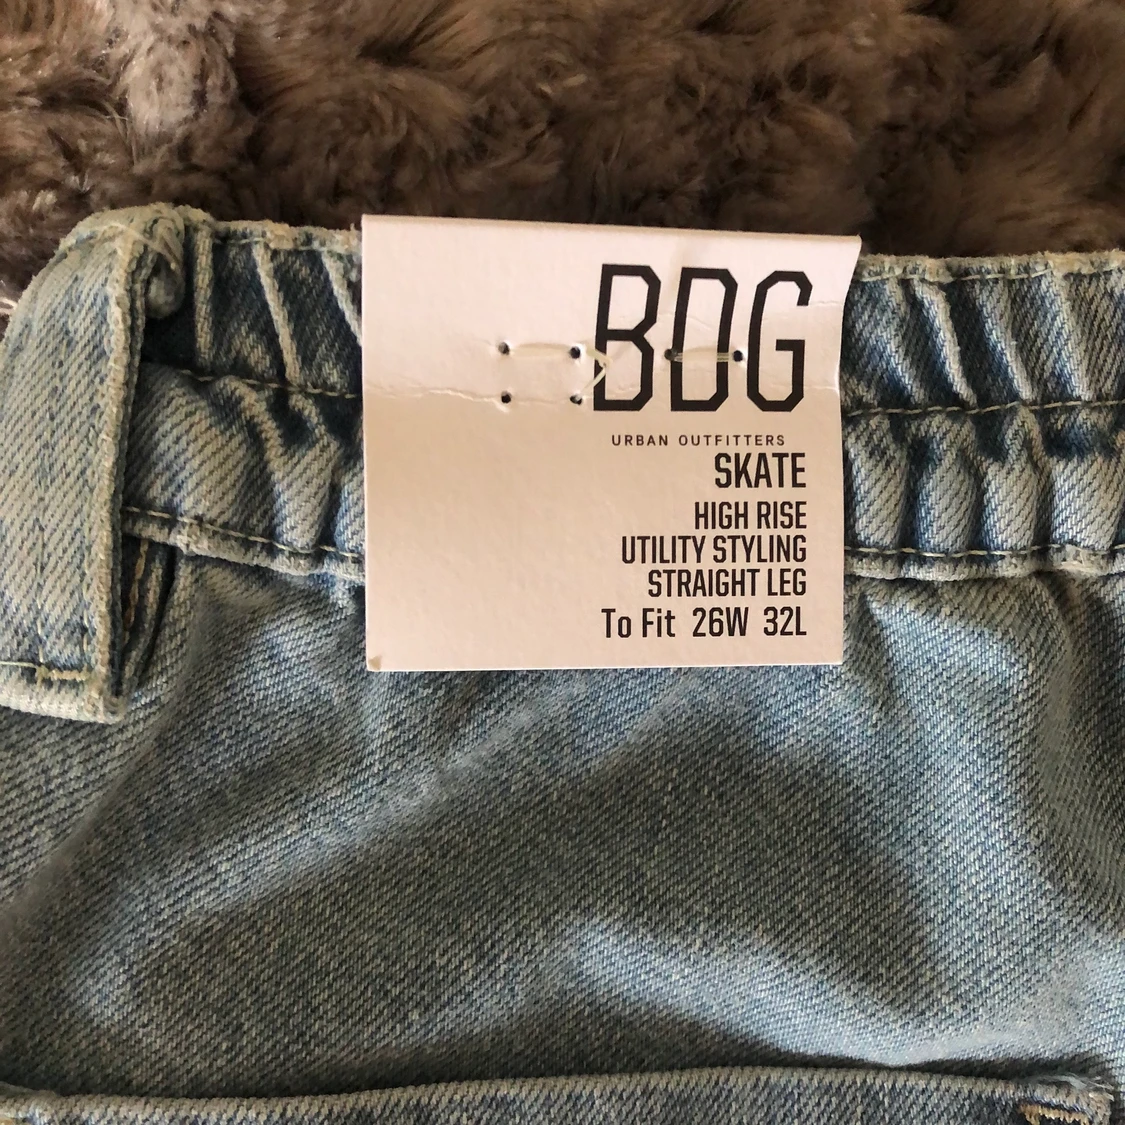 BDG
URBAN OUTFITTERS
SKATE
HIGH RISE
UTILITY STYLING
STRAIGHT LEG
To Fit 26W 32L